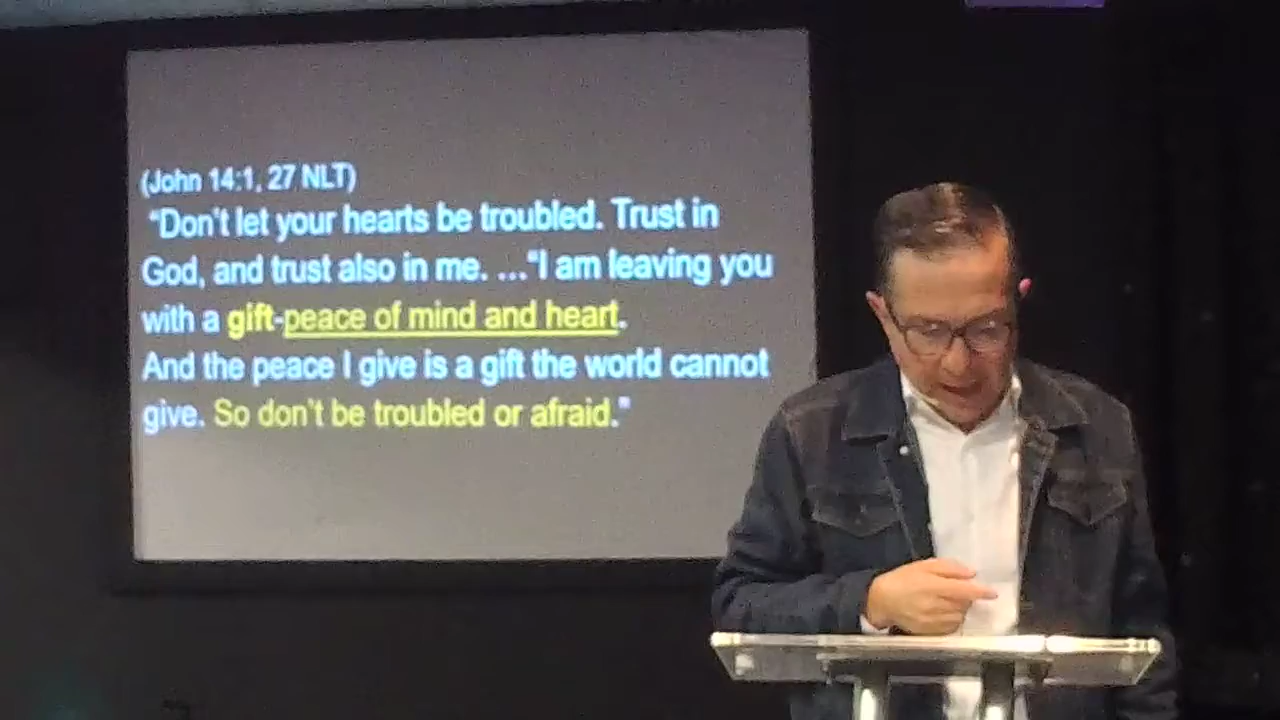 (John 14:1, 27 NLT)
“Don't let your hearts be troubled. Trust in
God, and trust also in me. …“I am leaving you
with a gift-peace of mind and heart.
And the peace I give is a gift the world cannot
give. So don't be troubled or afraid.”